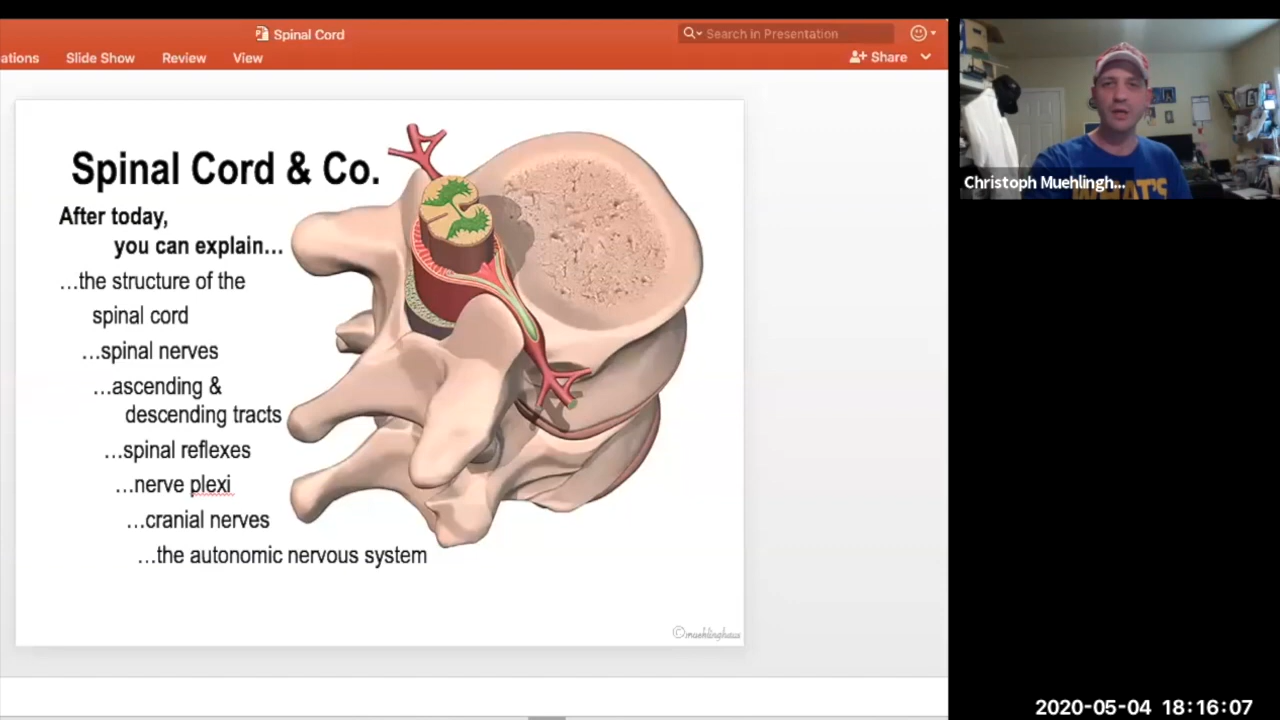 Spinal Cord
Search in Presentation
ations
Slide Show
Review
View
Share
Spinal Cord & Co.
After today,
you can explain...
...the structure of the
spinal cord
...spinal nerves
...ascending &
descending tracts
...spinal reflexes
...nerve plexi
...cranial nerves
...the autonomic nervous system
©muehlinghaus
Christoph Muehlingh...
WHAT'S
2020-05-04 18:16:07